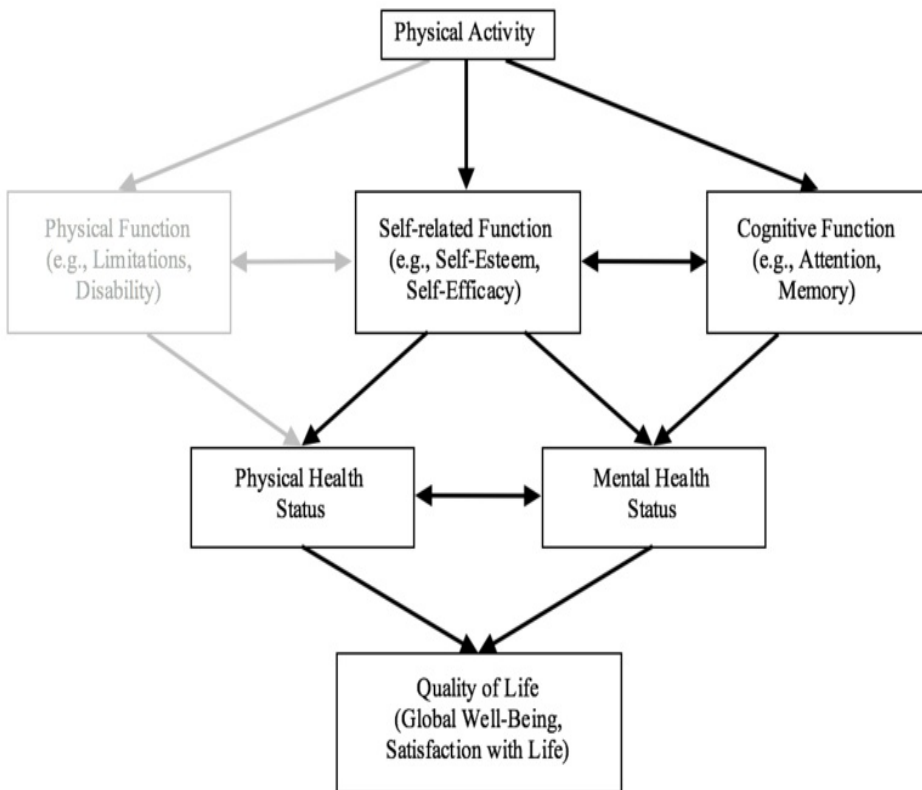 Physical Activity
Physical Function
(e.g., Limitations,
Disability)
Self-related Function
(e.g., Self-Esteem,
Self-Efficacy)
Cognitive Function
(e.g., Attention,
Memory)
Physical Health
Status
Mental Health
Status
Quality of Life
(Global Well-Being,
Satisfaction with Life)